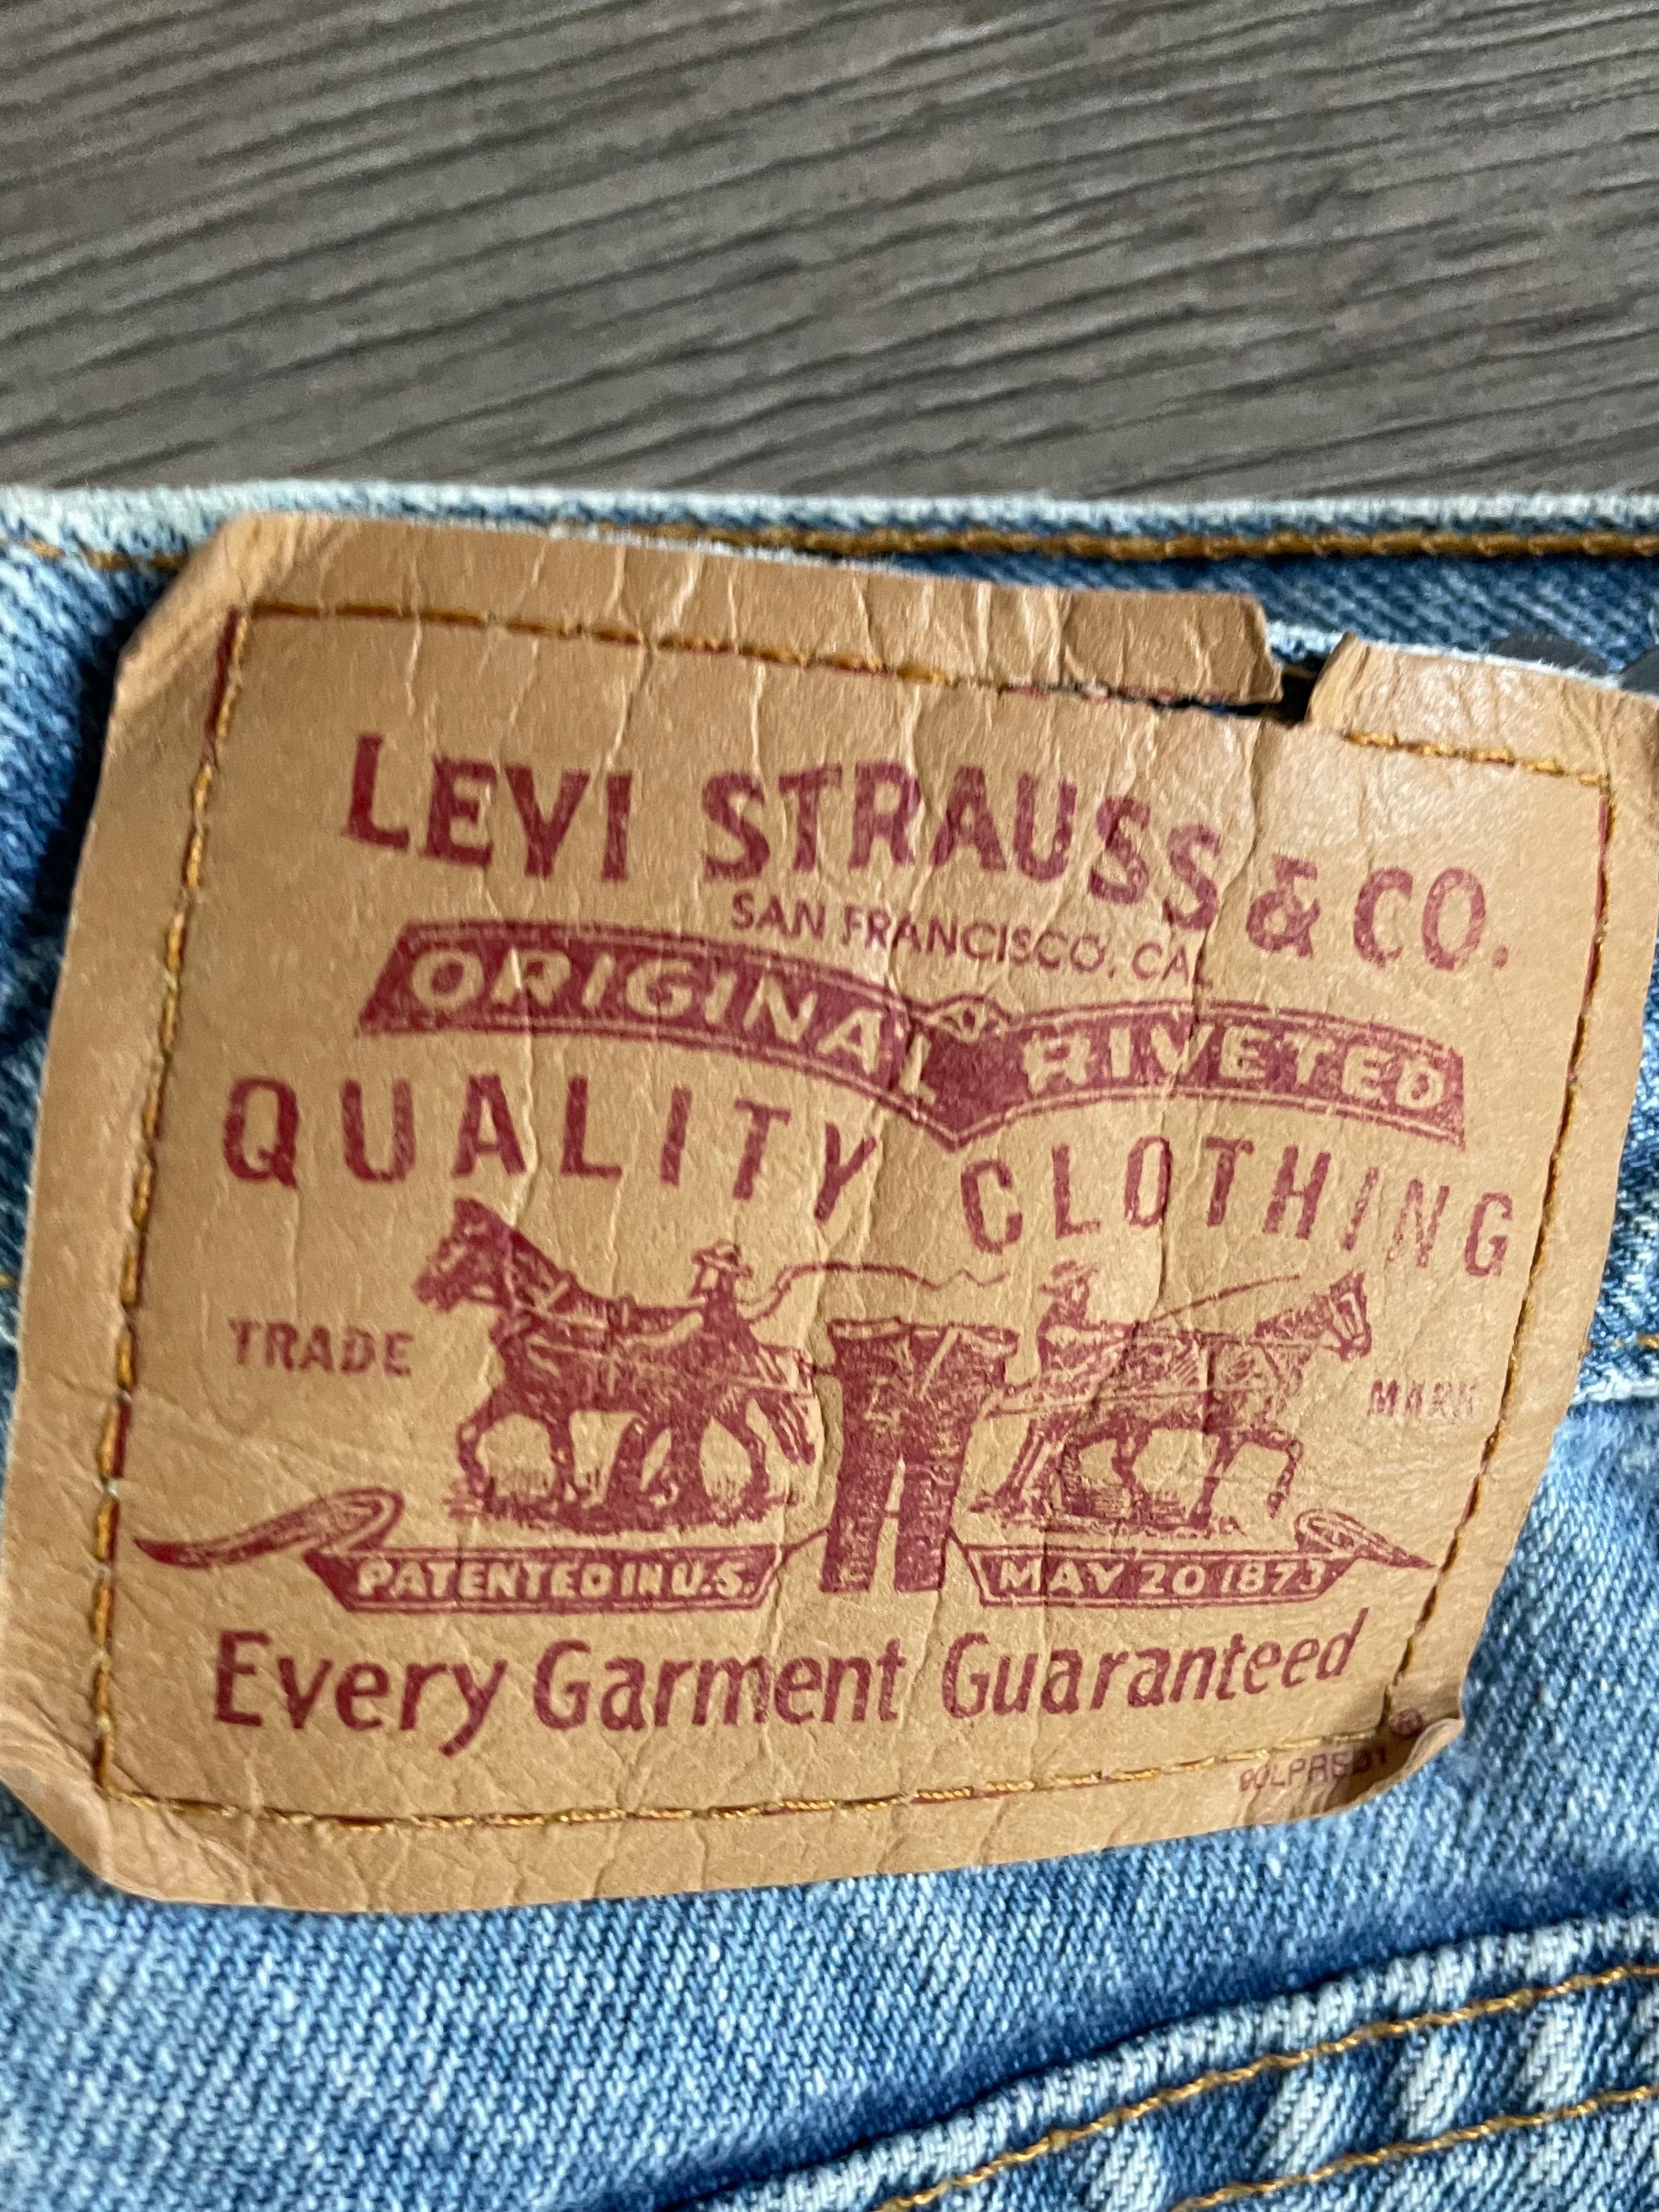 LEVI STRAUSS & CO.
SAN FRANCISCO, CAL
ORIGINAL RIVETED
QUALITY CLOTHING
TRADE MARK
PATENTED IN U.S. MAY 20 1873
Every Garment Guaranteed
®